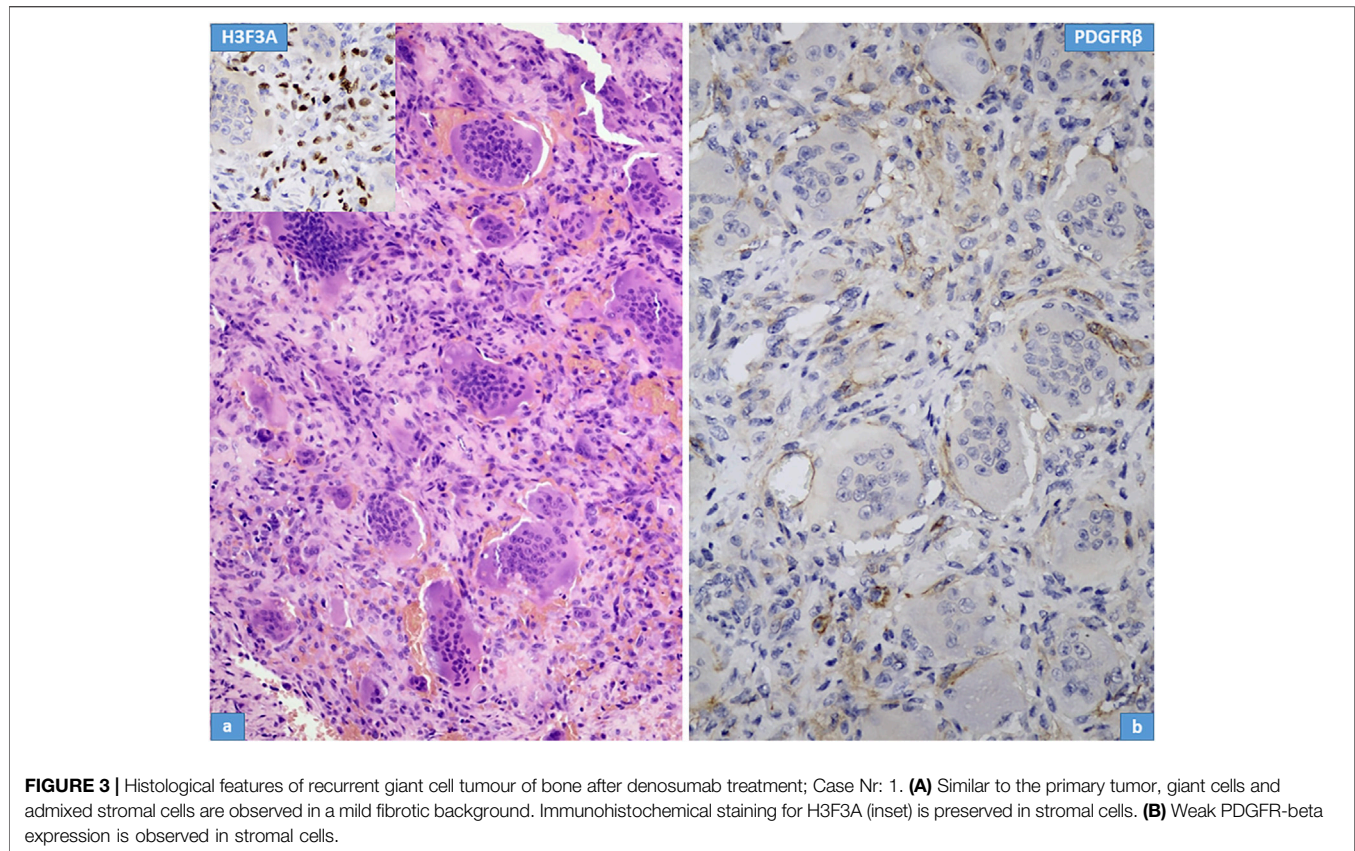 H3F3A
PDGFRβ
a
b
FIGURE 3 | Histological features of recurrent giant cell tumour of bone after denosumab treatment; Case Nr: 1. (A) Similar to the primary tumor, giant cells and
admixed stromal cells are observed in a mild fibrotic background. Immunohistochemical staining for H3F3A (inset) is preserved in stromal cells. (B) Weak PDGFR-beta
expression is observed in stromal cells.